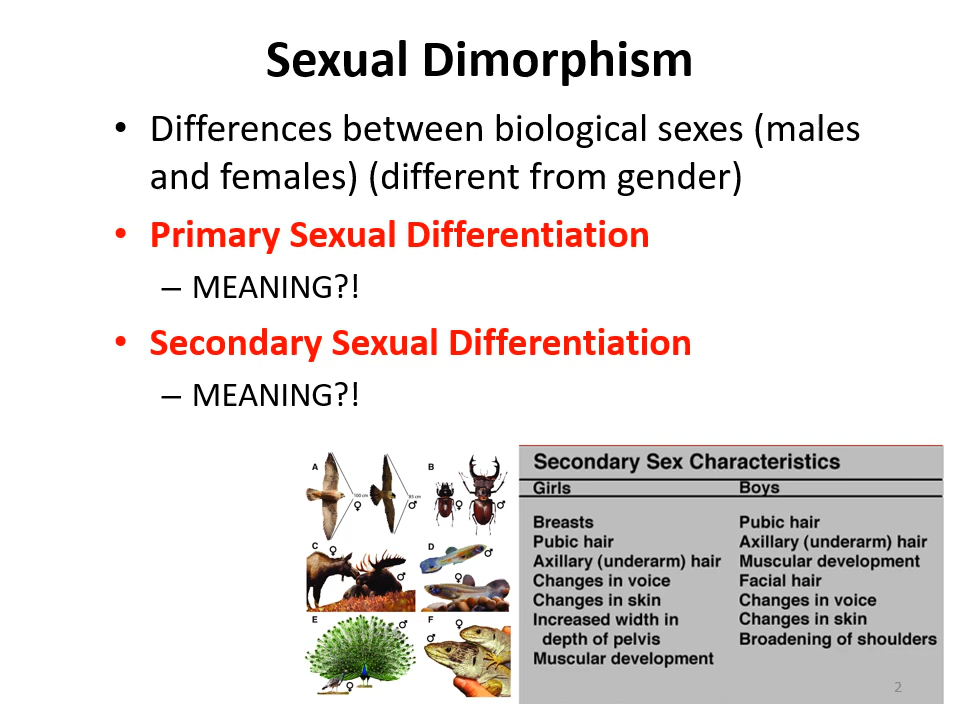 Sexual Dimorphism
• Differences between biological sexes (males
and females) (different from gender)
• Primary Sexual Differentiation
– MEANING?!
• Secondary Sexual Differentiation
– MEANING?!
A
100 cm
♀
85 cm
♂
B
♀
♂
C
♀
♂
D
♂
♀
E
♂
♀
F
♀
♂
Secondary Sex Characteristics
Girls Boys
Breasts Pubic hair
Pubic hair Axillary (underarm) hair
Axillary (underarm) hair Muscular development
Changes in voice Facial hair
Changes in skin Changes in voice
Increased width in Changes in skin
depth of pelvis Broadening of shoulders
Muscular development
2